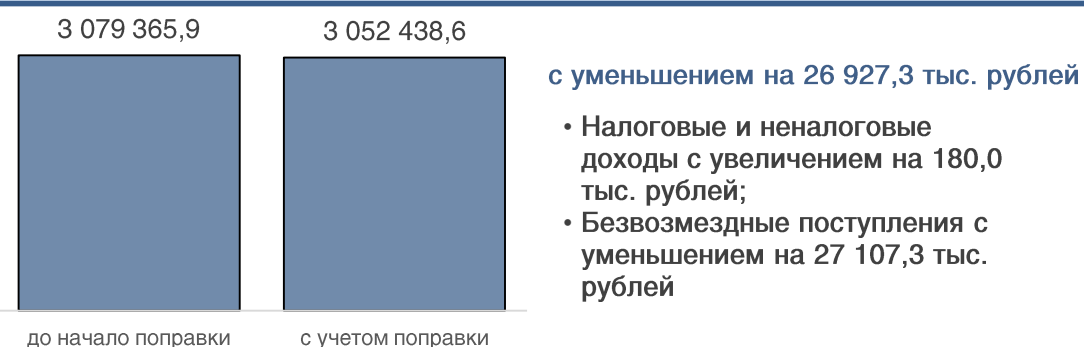 3 079 365,9
3 052 438,6
с уменьшением на 26 927,3 тыс. рублей
• Налоговые и неналоговые
доходы с увеличением на 180,0
тыс. рублей;
• Безвозмездные поступления с
уменьшением на 27 107,3 тыс.
рублей
до начало поправки
с учетом поправки